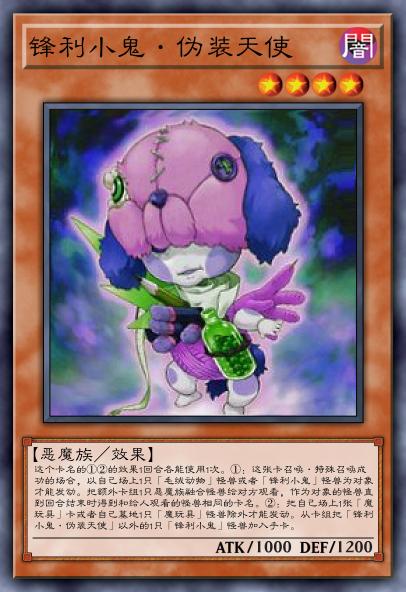 锋利小鬼·伪装天使
闇
【恶魔族／效果】
这个卡名的①②的效果1回合各能使用1次。①：这张卡召唤·特殊召唤成
功的场合，以自己场上1只「毛绒动物」怪兽或者「锋利小鬼」怪兽为对象
才能发动。把额外卡组1只恶魔族融合怪兽给对方观看，作为对象的怪兽直
到回合结束时得到和给人观看的怪兽相同的卡名。②：把自己场上1张「魔
玩具」卡或者自己墓地1只「魔玩具」怪兽除外才能发动。从卡组把「锋利
小鬼·伪装天使」以外的1只「锋利小鬼」怪兽加入手卡。
ATK/1000 DEF/1200